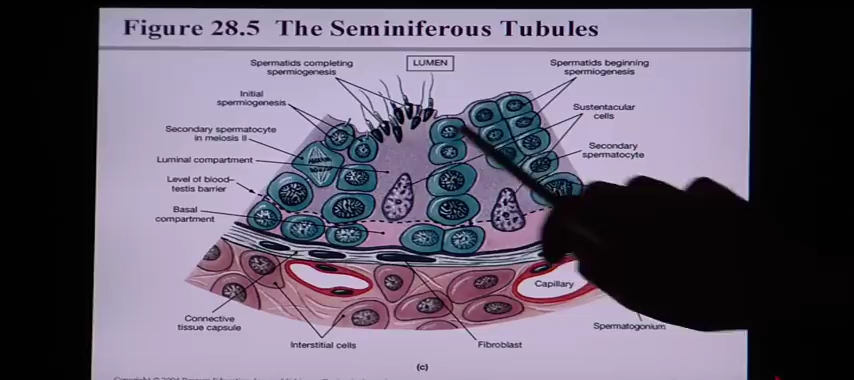 Figure 28.5 The Seminiferous Tubules
Spermatids completing
spermiogenesis
LUMEN
Spermatids beginning
spermiogenesis
Initial
spermiogenesis
Sustentacular
cells
Secondary spermatocyte
in meiosis II
Secondary
spermatocyte
Luminal compartment
Level of blood–
testis barrier
Basal
compartment
Capillary
Connective
tissue capsule
Spermatogonium
Interstitial cells
Fibroblast
(c)